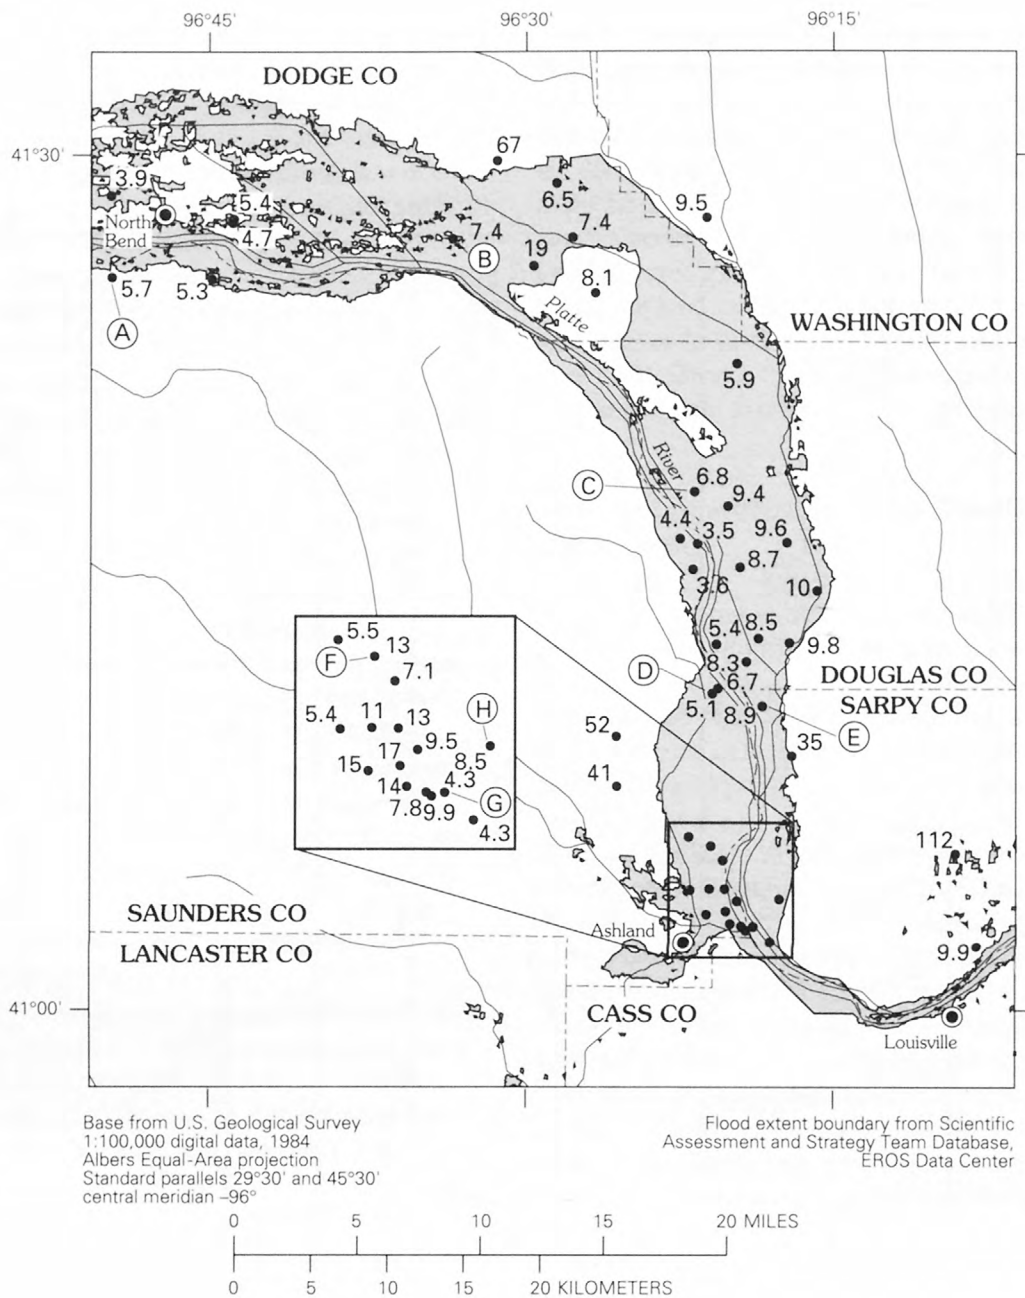 96°45'
96°30'
96°15'
DODGE CO
41°30'
67
3.9
6.5
9.5
5.4
7.4
7.4
North
Bend
4.7
19
B
8.1
5.7
5.3
Platte
A
WASHINGTON CO
5.9
River
C
6.8
9.4
4.4
3.5
9.6
8.7
3.6
10
5.4
8.5
9.8
8.3
D
6.7
DOUGLAS CO
5.1
8.9
SARPY CO
E
5.5
13
F
7.1
H
5.4
11
13
9.5
52
35
15
17
8.5
41
14
4.3
G
7.8
9.9
4.3
112
SAUNDERS CO
Ashland
LANCASTER CO
9.9
41°00'
CASS CO
Louisville
Base from U.S. Geological Survey
1:100,000 digital data, 1984
Albers Equal-Area projection
Standard parallels 29°30' and 45°30'
central meridian –96°
Flood extent boundary from Scientific
Assessment and Strategy Team Database,
EROS Data Center
0 5 10 15 20 MILES
0 5 10 15 20 KILOMETERS